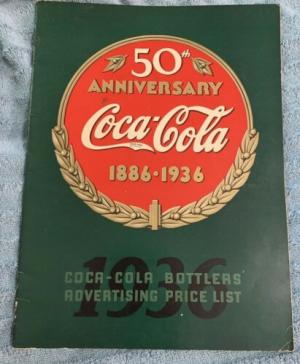 50th
ANNIVERSARY
Coca-Cola
1886·1936
1936
COCA-COLA BOTTLERS'
ADVERTISING PRICE LIST